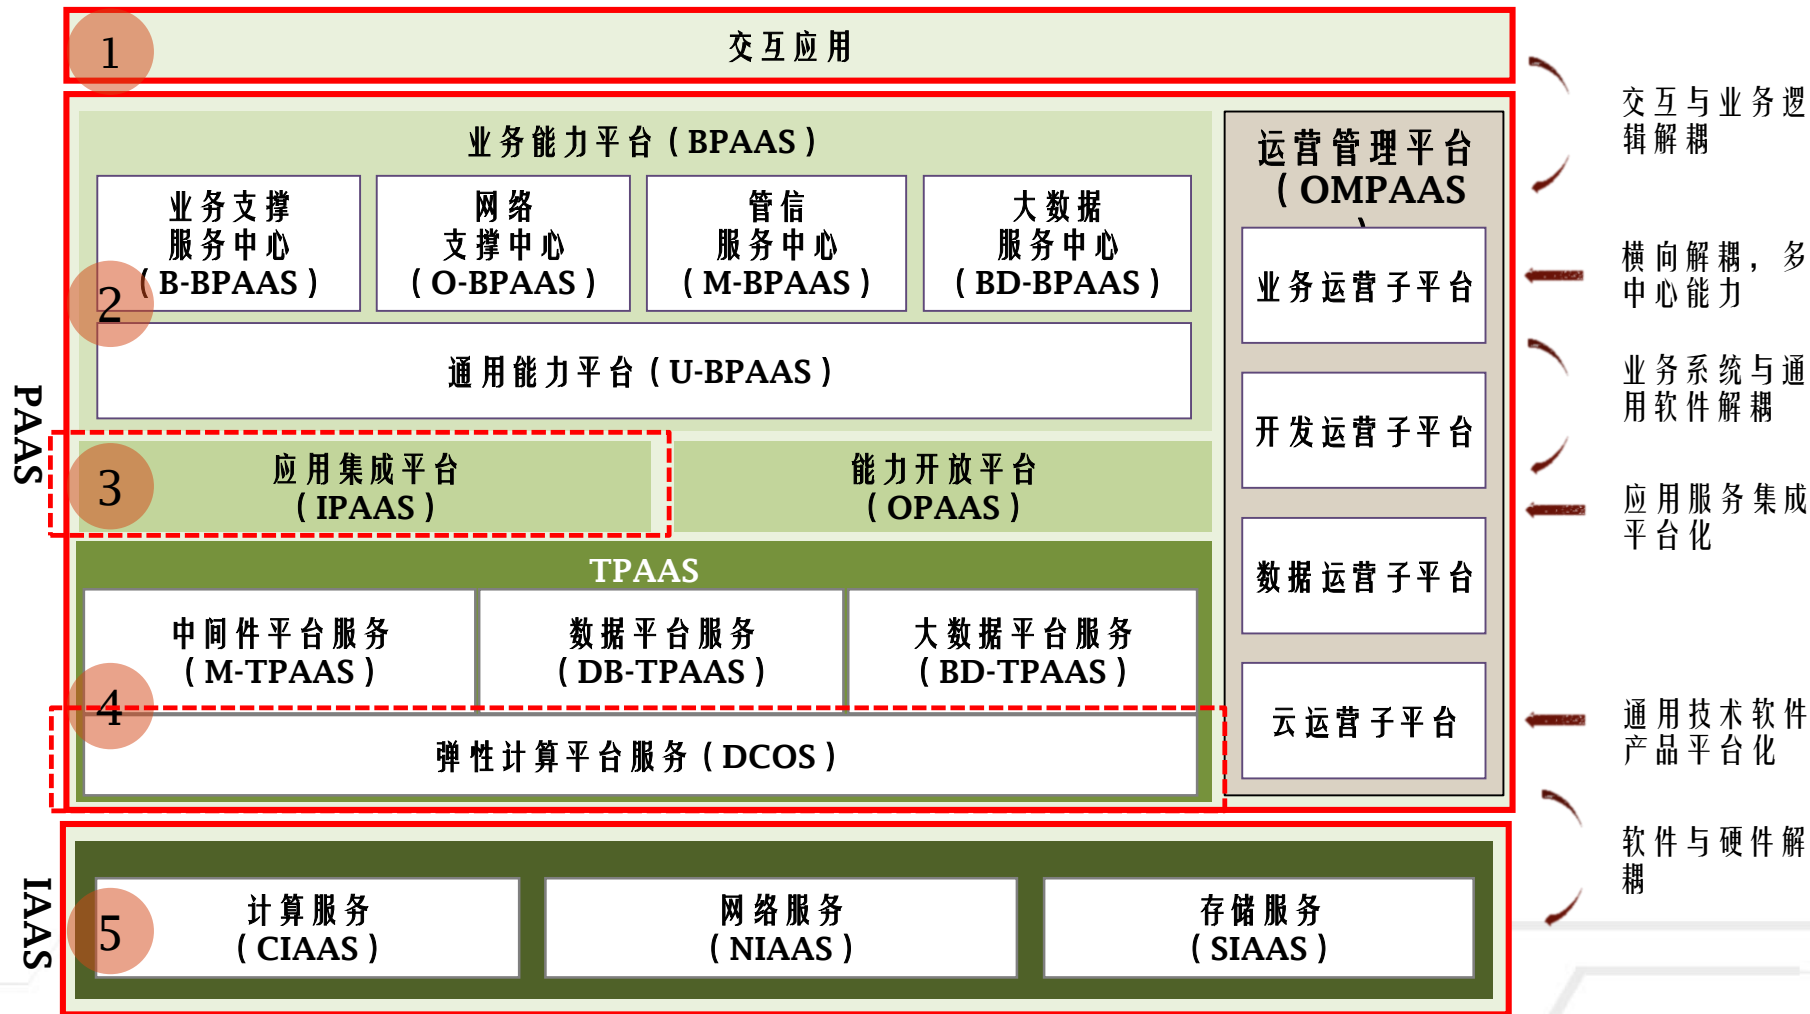 1
交互应用
业务能力平台（BPAAS）
业务支撑
服务中心
（B-BPAAS）
网络
支撑中心
（O-BPAAS）
管信
服务中心
（M-BPAAS）
大数据
服务中心
（BD-BPAAS）
2
通用能力平台（U-BPAAS）
PAAS
3
应用集成平台
（IPAAS）
能力开放平台
（OPAAS）
TPAAS
中间件平台服务
（M-TPAAS）
数据平台服务
（DB-TPAAS）
大数据平台服务
（BD-TPAAS）
4
弹性计算平台服务（DCOS）
运营管理平台
（OMPAAS
）
业务运营子平台
开发运营子平台
数据运营子平台
云运营子平台
IAAS
5
计算服务
（CIAAS）
网络服务
（NIAAS）
存储服务
（SIAAS）
交互与业务逻
辑解耦
横向解耦，多
中心能力
业务系统与通
用软件解耦
应用服务集成
平台化
通用技术软件
产品平台化
软件与硬件解
耦